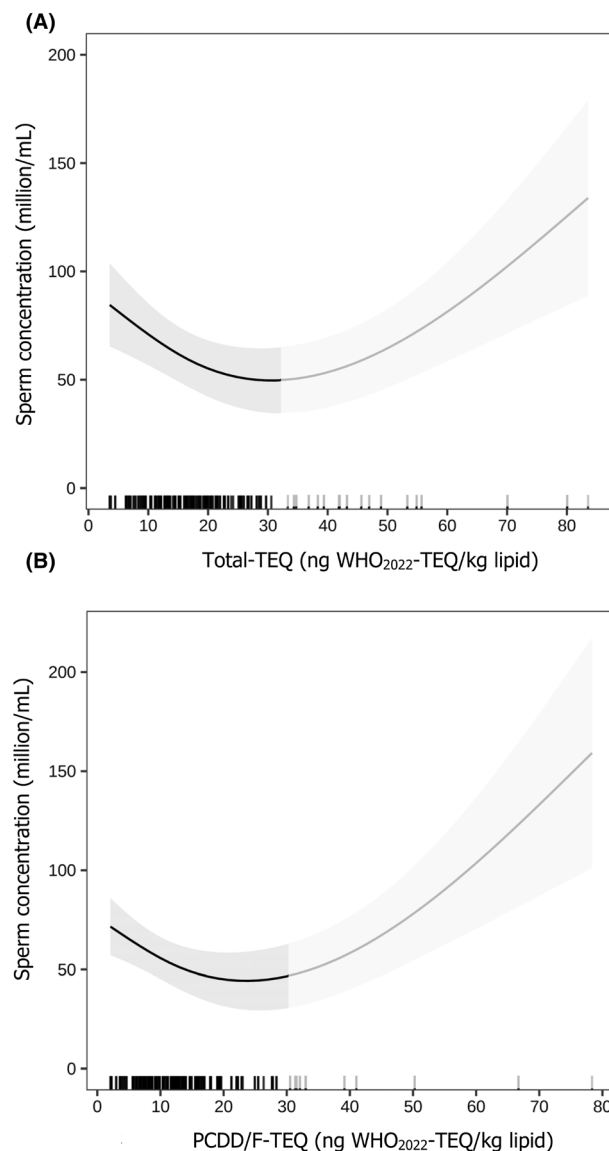 (A)
200
150
100
50
0
Sperm concentration (million/mL)
0 10 20 30 40 50 60 70 80
Total-TEQ (ng WHO2022-TEQ/kg lipid)
(B)
200
150
100
50
0
Sperm concentration (million/mL)
0 10 20 30 40 50 60 70 80
PCDD/F-TEQ (ng WHO2022-TEQ/kg lipid)